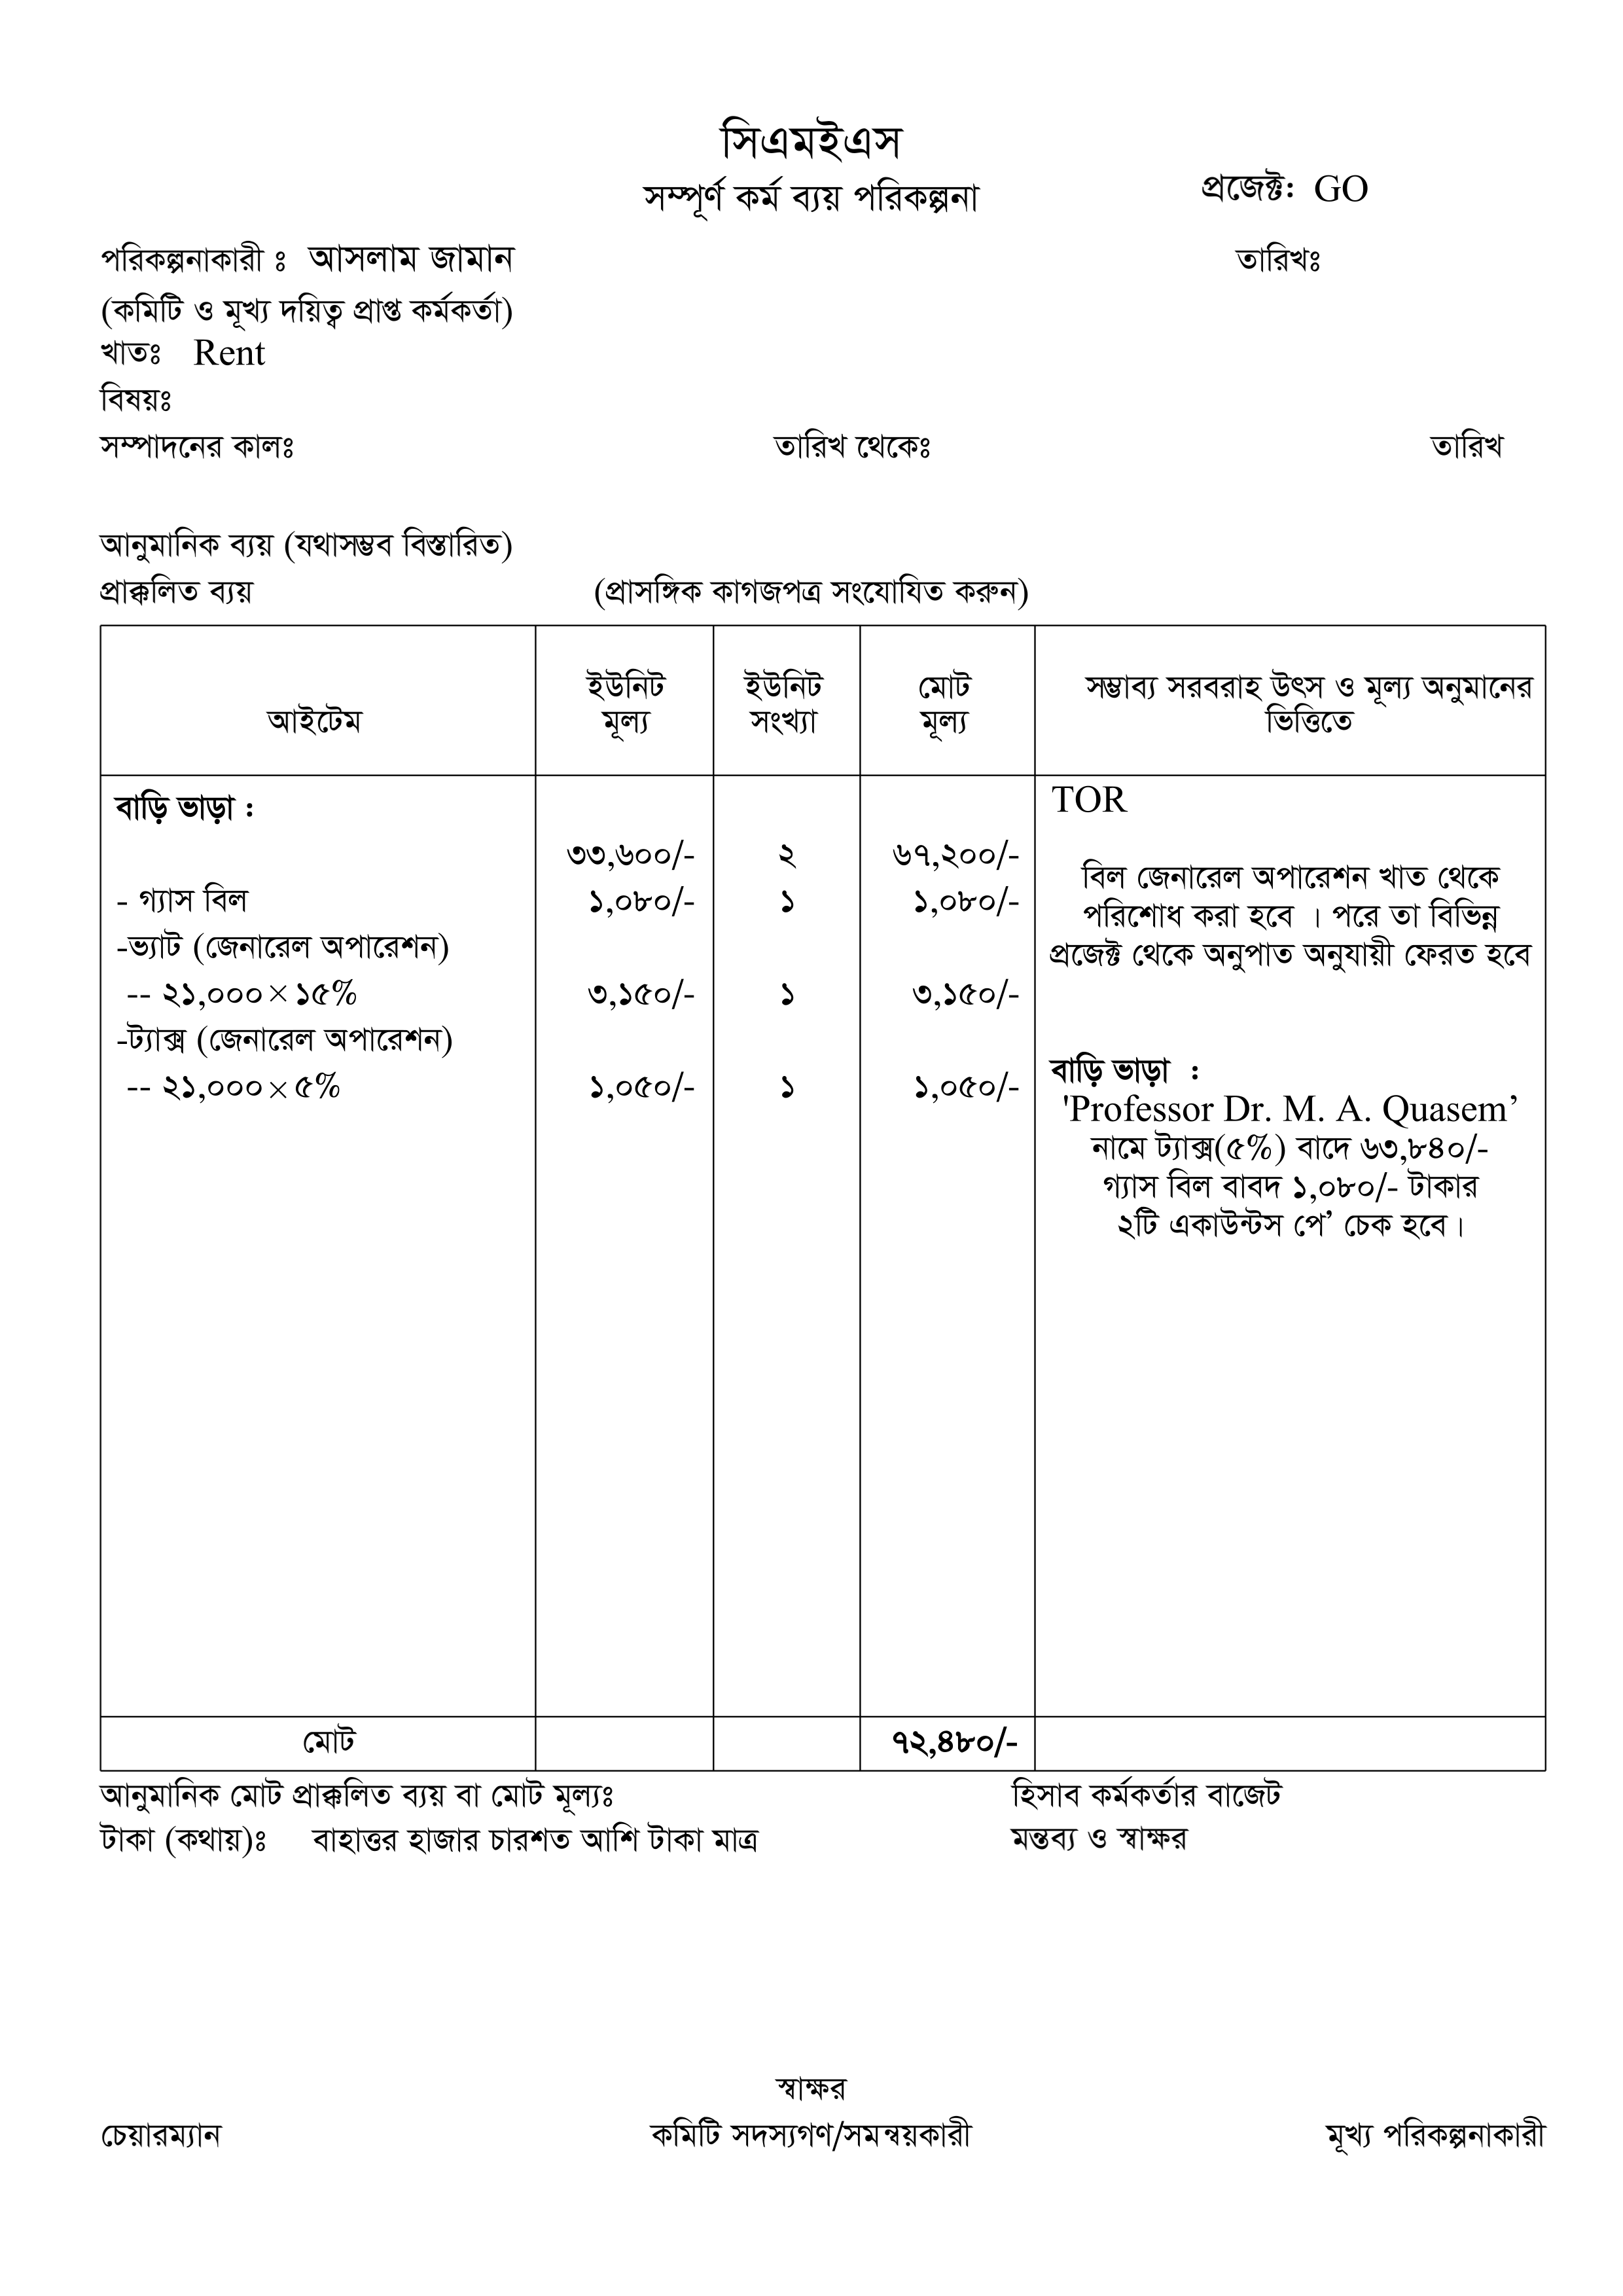 সিএমইএস
সম্পূর্ণ কর্ম ব্যয় পরিকল্পনা
প্রজেক্ট: GO
পরিকল্পনাকারী ঃ আসলাম জামান
তারিখঃ
(কমিটি ও মূখ্য দয়িত্ব প্রাপ্ত কর্মকর্তা)
খাতঃ Rent
বিষয়ঃ
সম্পাদনের কালঃ তারিখ থেকেঃ তারিখ
আনুমানিক ব্যয় (যথাসম্ভব বিস্তারিত)
প্রাক্কলিত ব্যয় (প্রাসঙ্গিক কাগজপত্র সংযোযিত করুন)
আইটেম
ইউনিট
মূল্য
ইউনিট
সংখ্যা
মোট
মূল্য
সম্ভাব্য সরবরাহ উৎস ও মূল্য অনুমানের
ভিত্তিতে
বাড়ি ভাড়া :
৩৩,৬০০/- ২ ৬৭,২০০/-
- গ্যাস বিল ১,০৮০/- ১ ১,০৮০/-
-ভ্যাট (জেনারেল অপারেশন)
-- ২১,০০০×১৫% ৩,১৫০/- ১ ৩,১৫০/-
-ট্যাক্স (জেনারেল অপারেশন)
-- ২১,০০০×৫% ১,০৫০/- ১ ১,০৫০/-
TOR
বিল জেনারেল অপারেশন খাত থেকে
পরিশোধ করা হবে । পরে তা বিভিন্ন
প্রজেক্ট থেকে অনুপাত অনুযায়ী ফেরত হবে
বাড়ি ভাড়া :
'Professor Dr. M. A. Quasem’
নামে ট্যাক্স(৫%) বাদে ৬৩,৮৪০/-
গ্যাস বিল বাবদ ১,০৮০/- টাকার
২টি একাউন্টস পে’ চেক হবে।
মোট ৭২,৪৮০/-
আনুমানিক মোট প্রাক্কলিত ব্যয় বা মোট মূল্যঃ
টাকা (কথায়)ঃ বাহাত্তর হাজার চারশত আশি টাকা মাত্র
হিসাব কর্মকর্তার বাজেট
মন্তব্য ও স্বাক্ষর
স্বাক্ষর
চেয়ারম্যান কমিটি সদস্যগণ/সমন্বয়কারী মূখ্য পরিকল্পনাকারী